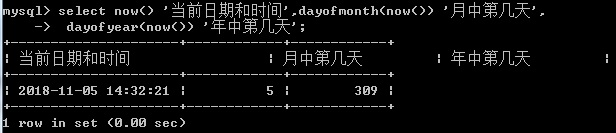 mysql> select now() '当前日期和时间',dayofmonth(now()) '月中第几天',
    ->  dayofyear(now()) '年中第几天';
+---------------------+------------+------------+
| 当前日期和时间 | 月中第几天 | 年中第几天 |
+---------------------+------------+------------+
| 2018-11-05 14:32:21 | 5 | 309 |
+---------------------+------------+------------+
1 row in set (0.00 sec)